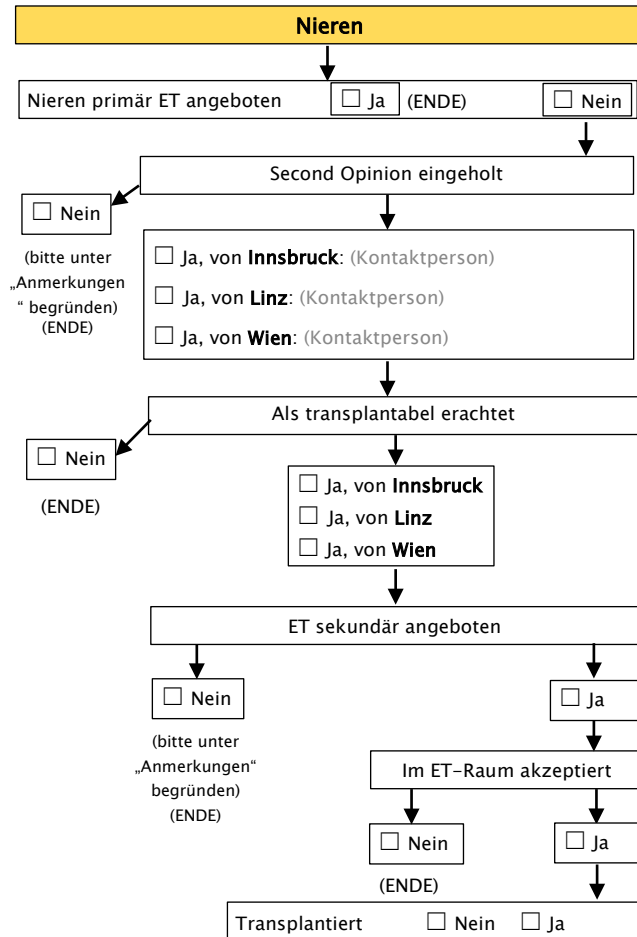 Nieren
Nieren primär ET angeboten ☐ Ja (ENDE) ☐ Nein
Second Opinion eingeholt
☐ Nein
(bitte unter
„Anmerkungen
“ begründen)
(ENDE)
☐ Ja, von Innsbruck: (Kontaktperson)
☐ Ja, von Linz: (Kontaktperson)
☐ Ja, von Wien: (Kontaktperson)
Als transplantabel erachtet
☐ Nein
(ENDE)
☐ Ja, von Innsbruck
☐ Ja, von Linz
☐ Ja, von Wien
ET sekundär angeboten
☐ Nein
(bitte unter
„Anmerkungen“
begründen)
(ENDE)
☐ Ja
Im ET-Raum akzeptiert
☐ Nein
(ENDE)
☐ Ja
Transplantiert ☐ Nein ☐ Ja